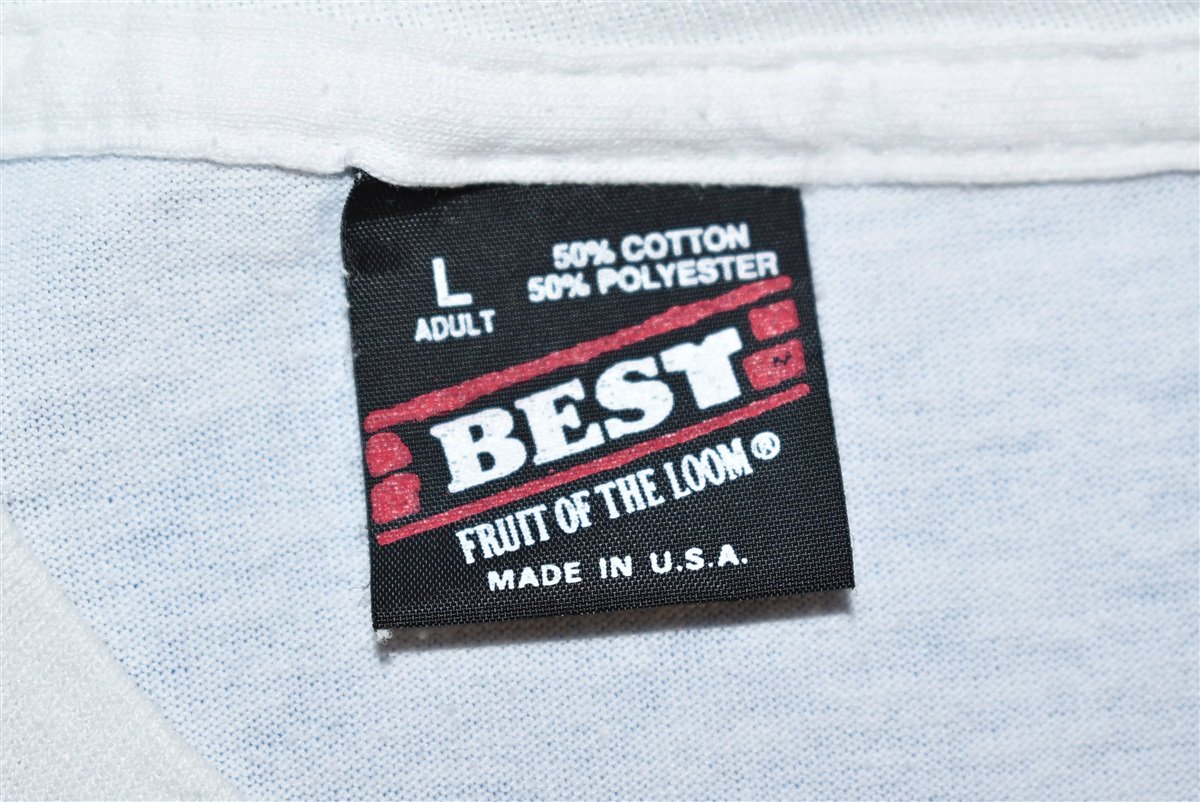 L
ADULT
50% COTTON
50% POLYESTER
BEST
FRUIT OF THE LOOM®
MADE IN U.S.A.